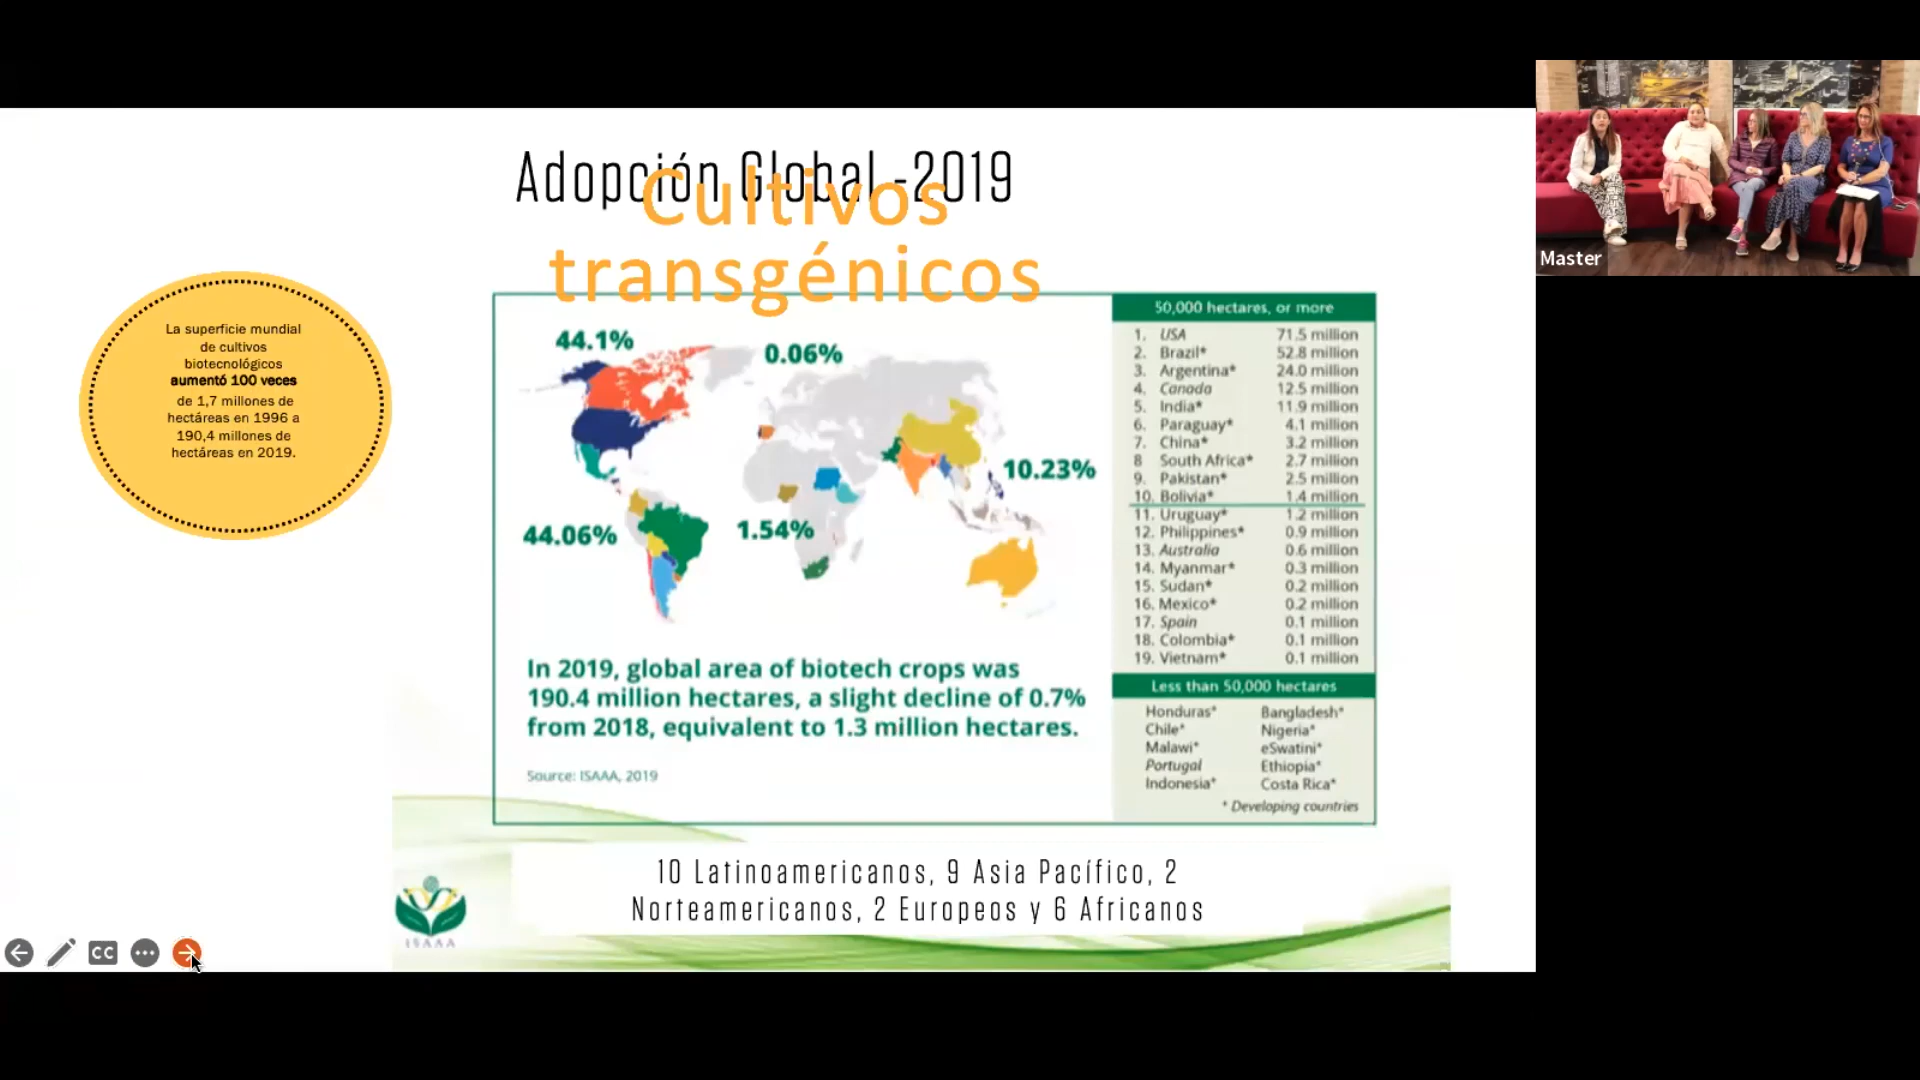 Adopción Global -2019
Cultivos
transgénicos
La superficie mundial
de cultivos
biotecnológicos
aumentó 100 veces
de 1,7 millones de
hectáreas en 1996 a
190,4 millones de
hectáreas en 2019.
44.1%
0.06%
10.23%
44.06%
1.54%
In 2019, global area of biotech crops was
190.4 million hectares, a slight decline of 0.7%
from 2018, equivalent to 1.3 million hectares.
Source: ISAAA, 2019
50,000 hectares, or more
1. USA 71.5 million
2. Brazil* 52.8 million
3. Argentina* 24.0 million
4. Canada 12.5 million
5. India* 11.9 million
6. Paraguay* 4.1 million
7. China* 3.2 million
8 South Africa* 2.7 million
9. Pakistan* 2.5 million
10. Bolivia* 1.4 million
11. Uruguay* 1.2 million
12. Philippines* 0.9 million
13. Australia 0.6 million
14. Myanmar* 0.3 million
15. Sudan* 0.2 million
16. Mexico* 0.2 million
17. Spain 0.1 million
18. Colombia* 0.1 million
19. Vietnam* 0.1 million
Less than 50,000 hectares
Honduras* Bangladesh*
Chile* Nigeria*
Malawi* eSwatini*
Portugal Ethiopia*
Indonesia* Costa Rica*
* Developing countries
10 Latinoamericanos, 9 Asia Pacífico, 2
Norteamericanos, 2 Europeos y 6 Africanos
ISAAA
CC
Master